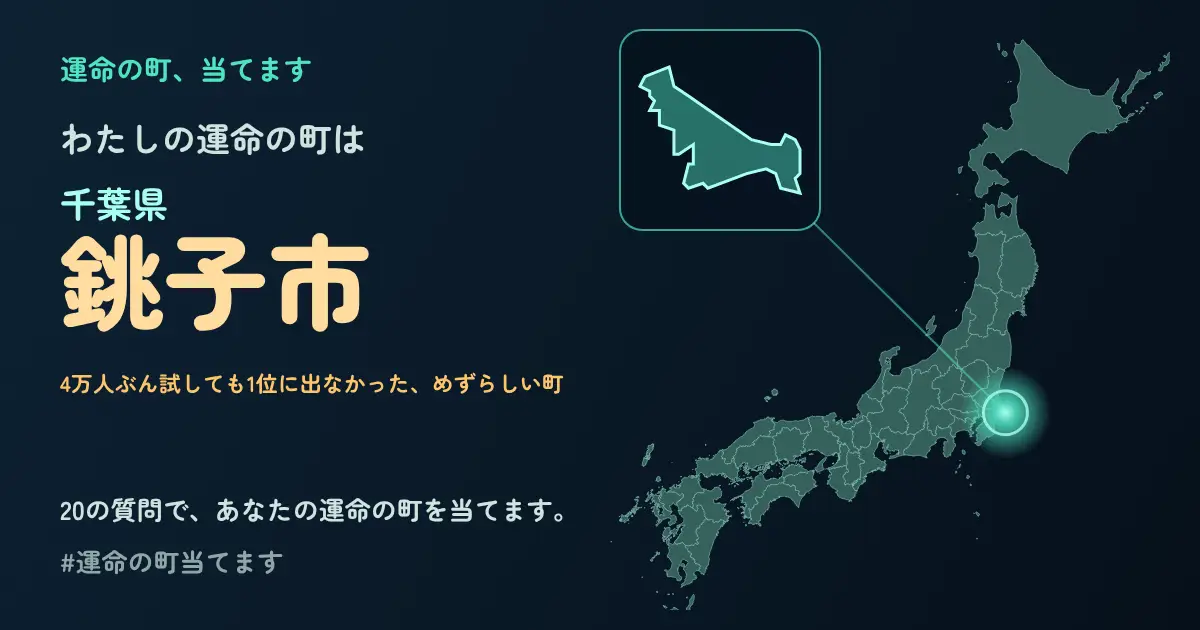 運命の町、当てます
わたしの運命の町は
千葉県
銚子市
4万人ぶん試しても1位に出なかった、めずらしい町
20の質問で、あなたの運命の町を当てます。
#運命の町当てます